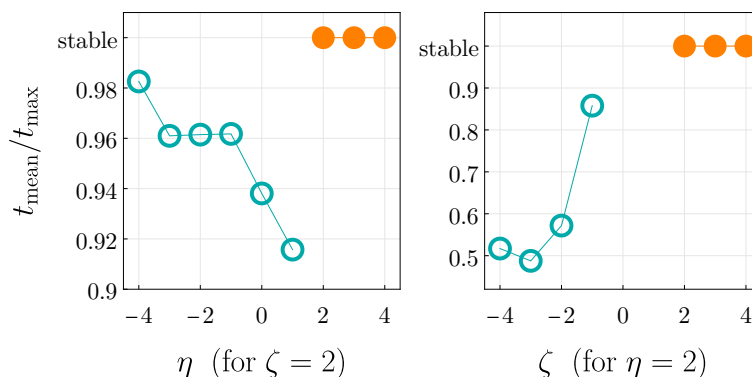 t_mean/t_max
stable
0.98
0.96
0.94
0.92
0.9
−4 −2 0 2 4
η (for ζ = 2)
stable
0.9
0.8
0.7
0.6
0.5
−4 −2 0 2 4
ζ (for η = 2)